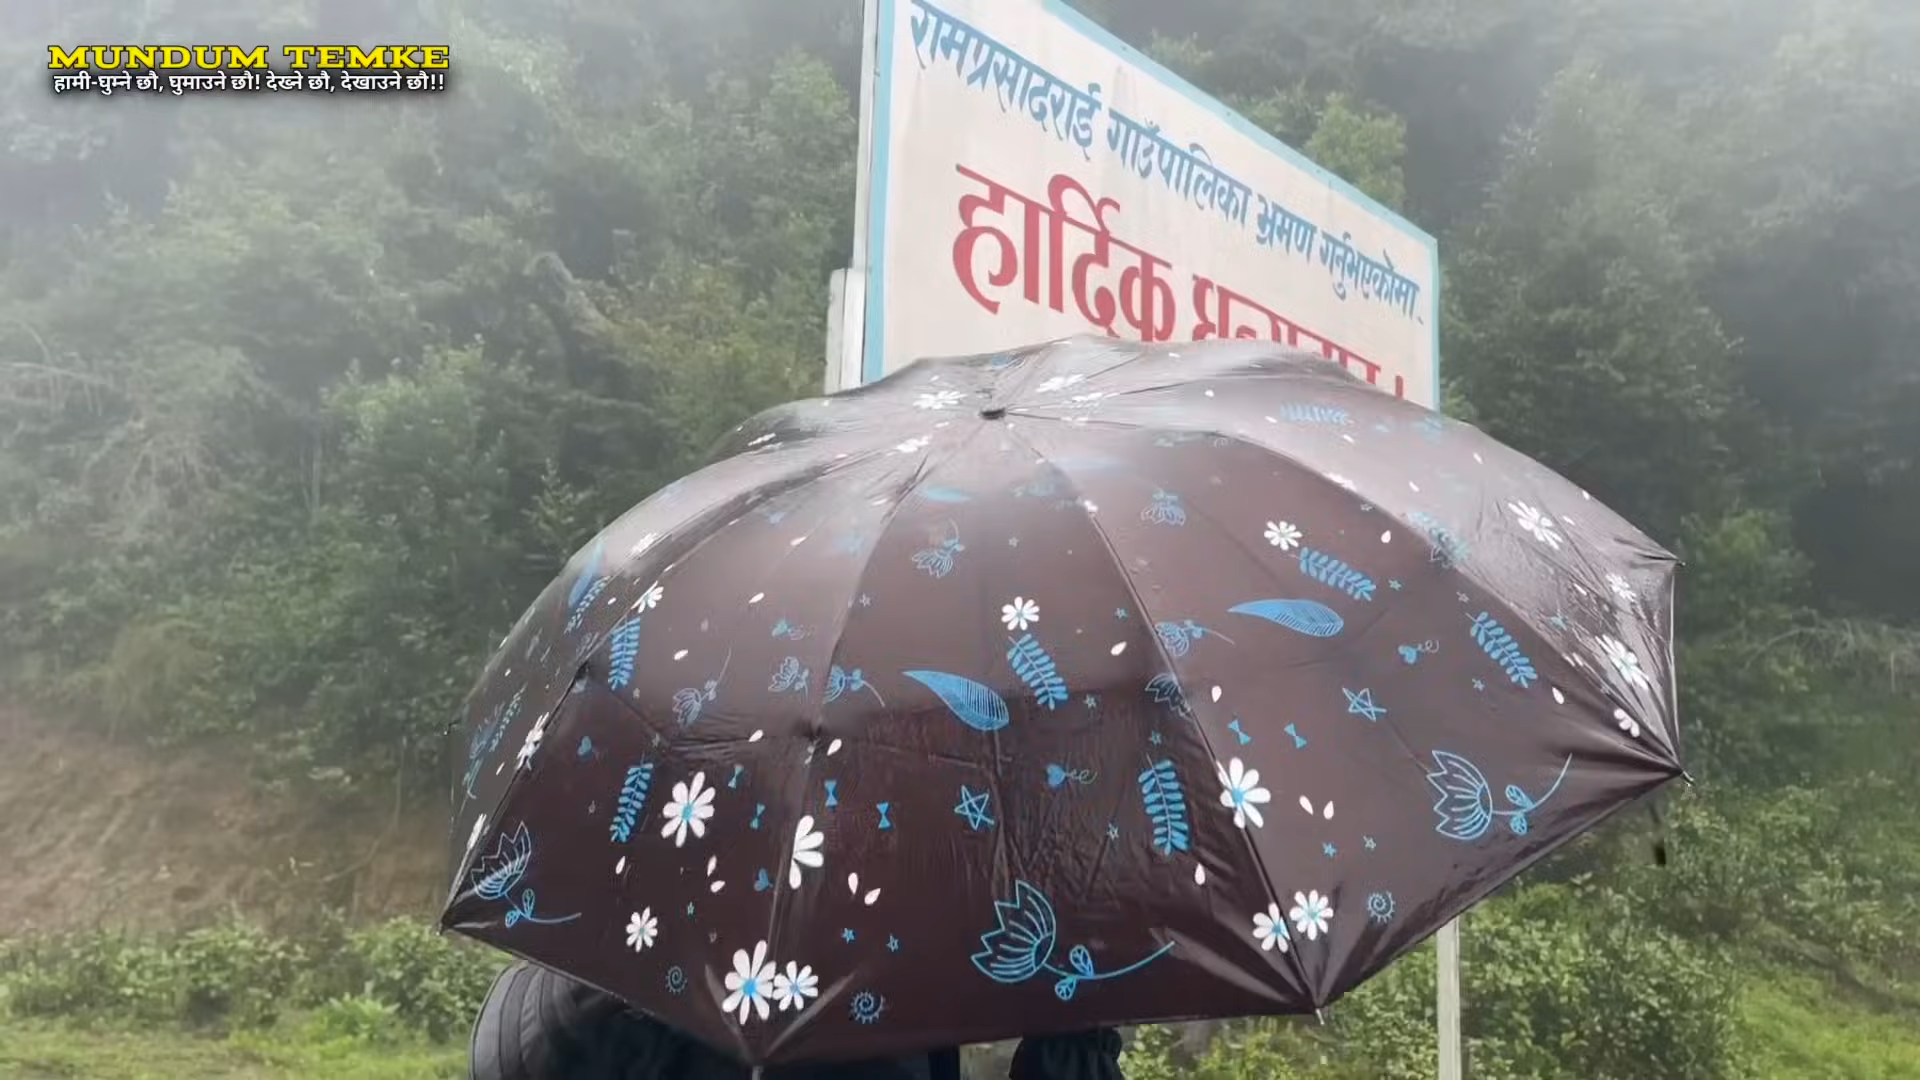 MUNDUM TEMKE
हामी-घुम्ने छौ, घुमाउने छौ! देख्ने छौ, देखाउने छौ!!
रामप्रसादराई गाउँपालिका भ्रमण गर्नुभएकोमा
हार्दिक